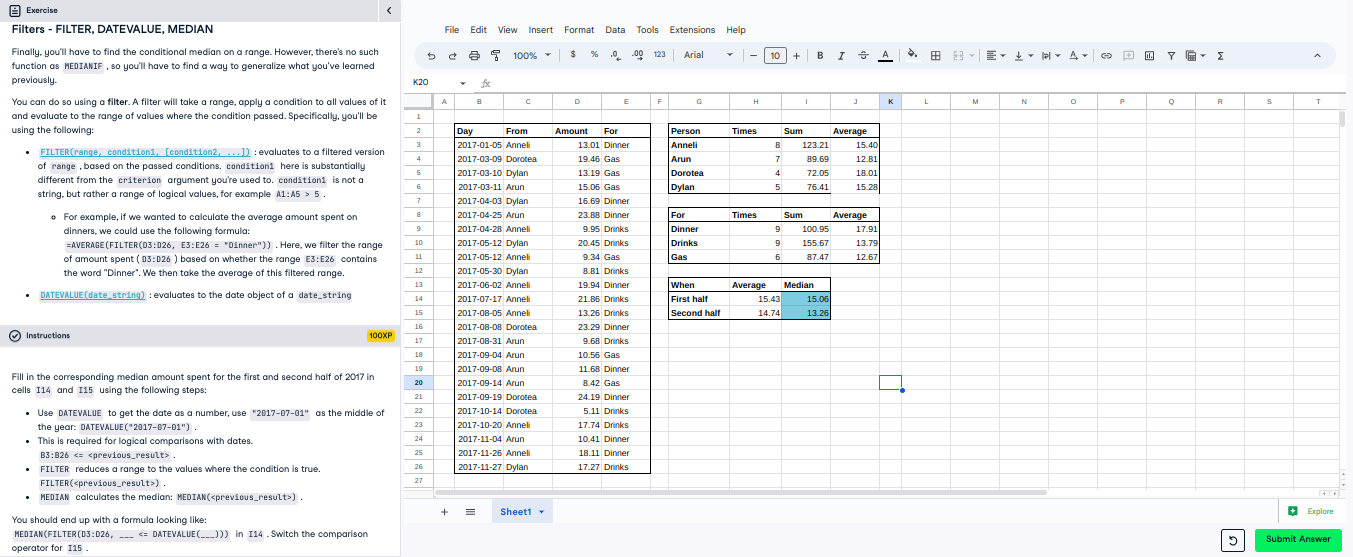 Exercise
Filters - FILTER, DATEVALUE, MEDIAN
Finally, you'll have to find the conditional median on a range. However, there's no such
function as MEDIANIF , so you'll have to find a way to generalize what you've learned
previously.
You can do so using a filter. A filter will take a range, apply a condition to all values of it
and evaluate to the range of values where the condition passed. Specifically, you'll be
using the following:
• FILTER(range, condition1, [condition2, ...]) : evaluates to a filtered version
of range , based on the passed conditions. condition1 here is substantially
different from the criterion argument you're used to. condition1 is not a
string, but rather a range of logical values, for example A1:A5 > 5 .
For example, if we wanted to calculate the average amount spent on
dinners, we could use the following formula:
=AVERAGE(FILTER(D3:D26, E3:E26 = "Dinner")) . Here, we filter the range
of amount spent ( D3:D26 ) based on whether the range E3:E26 contains
the word "Dinner". We then take the average of this filtered range.
• DATEVALUE(date_string) : evaluates to the date object of a date_string
Instructions 100XP
Fill in the corresponding median amount spent for the first and second half of 2017 in
cells I14 and I15 using the following steps:
• Use DATEVALUE to get the date as a number, use "2017-07-01" as the middle of
the year: DATEVALUE("2017-07-01") .
• This is required for logical comparisons with dates.
B3:B26 <= <previous_result> .
• FILTER reduces a range to the values where the condition is true.
FILTER(<previous_result>) .
• MEDIAN calculates the median: MEDIAN(<previous_result>) .
You should end up with a formula looking like:
MEDIAN(FILTER(D3:D26, ___ <= DATEVALUE(___))) in I14 . Switch the comparison
operator for I15 .
File Edit View Insert Format Data Tools Extensions Help
100% $ % .0 .00 123 Arial 10 B I S A Σ
K20 fx
A B C D E F G H I J K L M N O P Q R S T
1
2 Day From Amount For Person Times Sum Average
3 2017-01-05 Anneli 13.01 Dinner Anneli 8 123.21 15.40
4 2017-03-09 Dorotea 19.46 Gas Arun 7 89.69 12.81
5 2017-03-10 Dylan 13.19 Gas Dorotea 4 72.05 18.01
6 2017-03-11 Arun 15.06 Gas Dylan 5 76.41 15.28
7 2017-04-03 Dylan 16.69 Dinner
8 2017-04-25 Arun 23.88 Dinner For Times Sum Average
9 2017-04-28 Anneli 9.95 Drinks Dinner 9 100.95 17.91
10 2017-05-12 Dylan 20.45 Drinks Drinks 9 155.67 13.79
11 2017-05-12 Anneli 9.34 Gas Gas 6 87.47 12.67
12 2017-05-30 Dylan 8.81 Drinks
13 2017-06-02 Anneli 19.94 Dinner When Average Median
14 2017-07-17 Anneli 21.86 Drinks First half 15.43 15.06
15 2017-08-05 Anneli 13.26 Drinks Second half 14.74 13.26
16 2017-08-08 Dorotea 23.29 Dinner
17 2017-08-31 Arun 9.68 Drinks
18 2017-09-04 Arun 10.56 Gas
19 2017-09-08 Arun 11.68 Dinner
20 2017-09-14 Arun 8.42 Gas
21 2017-09-19 Dorotea 24.19 Dinner
22 2017-10-14 Dorotea 5.11 Drinks
23 2017-10-20 Anneli 17.74 Drinks
24 2017-11-04 Arun 10.41 Dinner
25 2017-11-26 Anneli 18.11 Dinner
26 2017-11-27 Dylan 17.27 Drinks
27
Sheet1 Explore
Submit Answer